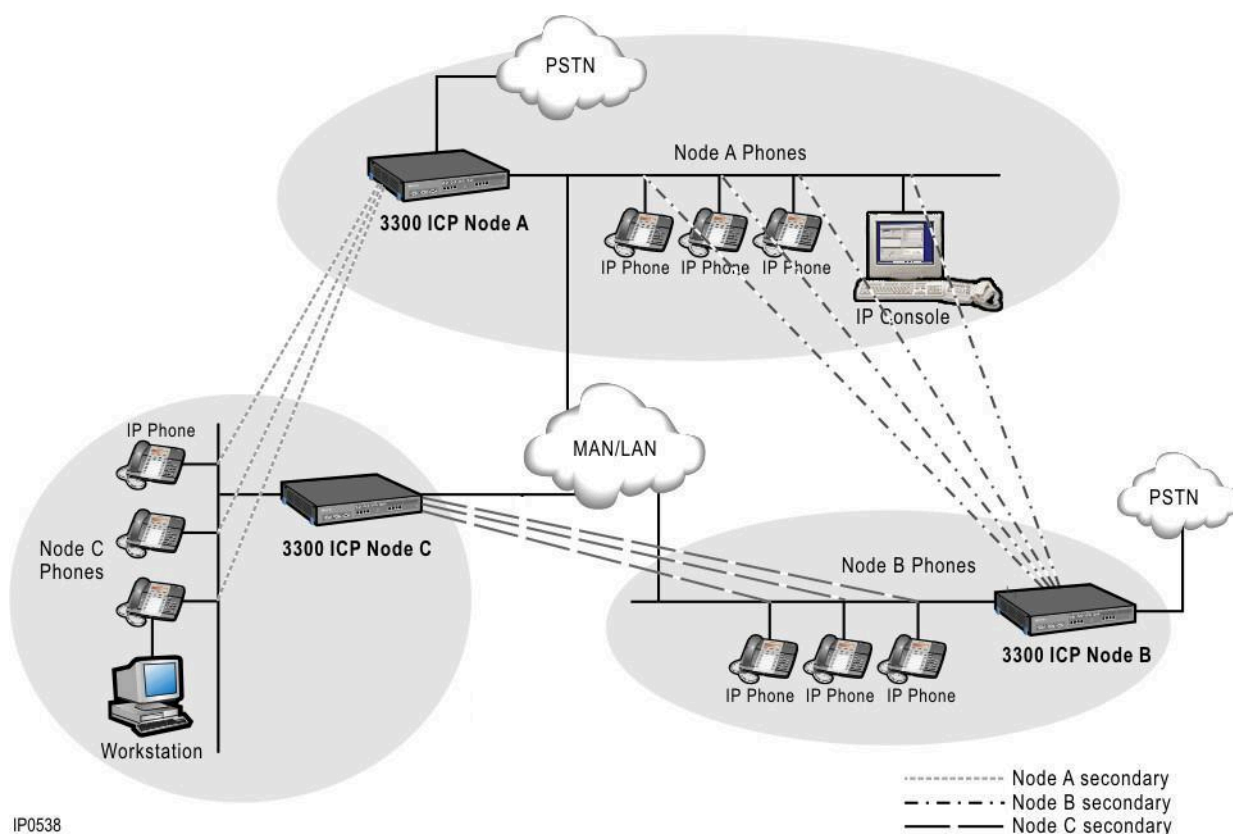 PSTN
Node A Phones
3300 ICP Node A
IP Phone
IP Phone
IP Phone
IP Console
IP Phone
MAN/LAN
PSTN
Node C
Phones
3300 ICP Node C
Node B Phones
3300 ICP Node B
IP Phone
IP Phone
IP Phone
Workstation
Node A secondary
Node B secondary
Node C secondary
IP0538